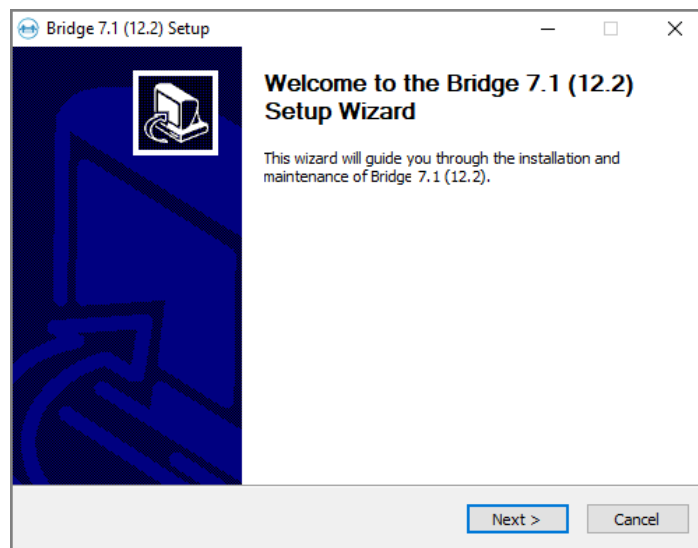 Bridge 7.1 (12.2) Setup
Welcome to the Bridge 7.1 (12.2)
Setup Wizard
This wizard will guide you through the installation and
maintenance of Bridge 7.1 (12.2).
Next >
Cancel